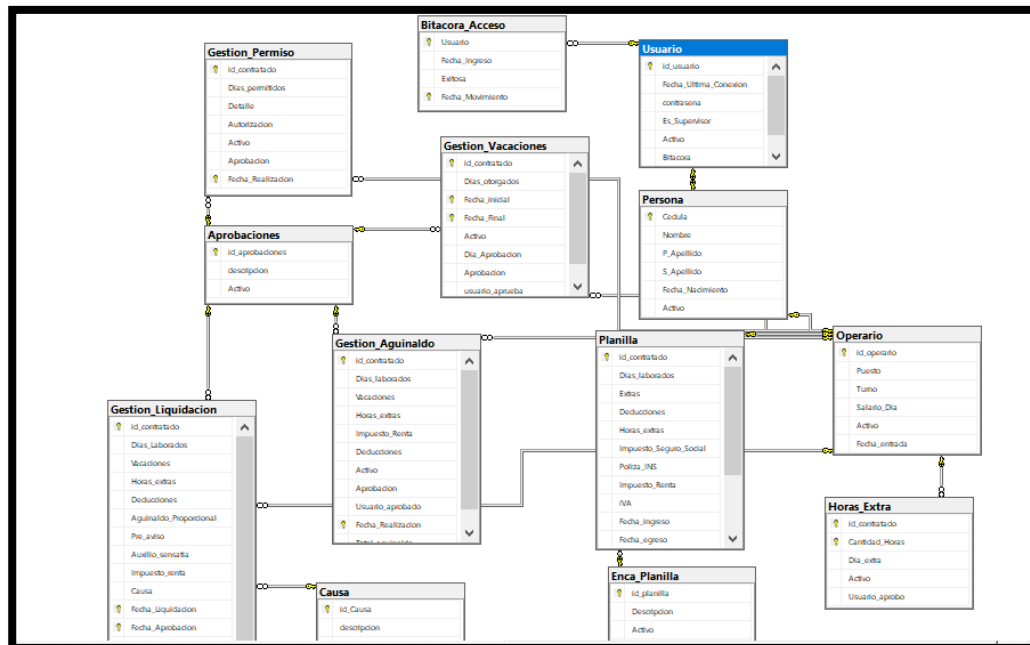 Bitacora_Acceso
Usuario
Fecha_Ingreso
Exitosa
Fecha_Movimiento
Usuario
id_usuario
Fecha_Ultima_Conexion
contrasena
Es_Supervisor
Activo
Bitacora
Gestion_Permiso
id_contratado
Dias_permitidos
Detalle
Autorizacion
Activo
Aprobacion
Fecha_Realizacion
Gestion_Vacaciones
id_contratado
Dias_otorgados
Fecha_Inicial
Fecha_Final
Activo
Dia_Aprobacion
Aprobacion
usuario_aprueba
Persona
Cedula
Nombre
P_Apellido
S_Apellido
Fecha_Nacimiento
Activo
Aprobaciones
id_aprobaciones
descripcion
Activo
Gestion_Aguinaldo
id_contratado
Dias_laborados
Vacaciones
Horas_extras
Impuesto_Renta
Deducciones
Activo
Aprobacion
Usuario_aprobado
Fecha_Realizacion
Total_aguinaldo
Planilla
id_contratado
Dias_laborados
Extras
Deducciones
Horas_extras
Impuesto_Seguro_Social
Poliza_INS
Impuesto_Renta
IVA
Fecha_Ingreso
Fecha_egreso
Operario
id_operario
Puesto
Turno
Salario_Dia
Activo
Fecha_entrada
Gestion_Liquidacion
id_contratado
Dias_Laborados
Vacaciones
Horas_extras
Deducciones
Aguinaldo_Proporcional
Pre_aviso
Auxilio_sensatia
Impuesto_renta
Causa
Fecha_Liquidacion
Fecha_Aprobacion
Horas_Extra
id_contratado
Cantidad_Horas
Dia_extra
Activo
Usuario_aprobo
Causa
id_Causa
descripcion
Enca_Planilla
id_planilla
Descripcion
Activo